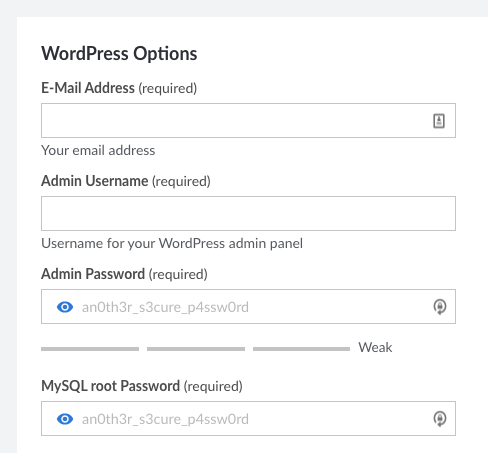 WordPress Options
E-Mail Address (required)
Your email address
Admin Username (required)
Username for your WordPress admin panel
Admin Password (required)
an0th3r_s3cure_p4ssw0rd
Weak
MySQL root Password (required)
an0th3r_s3cure_p4ssw0rd